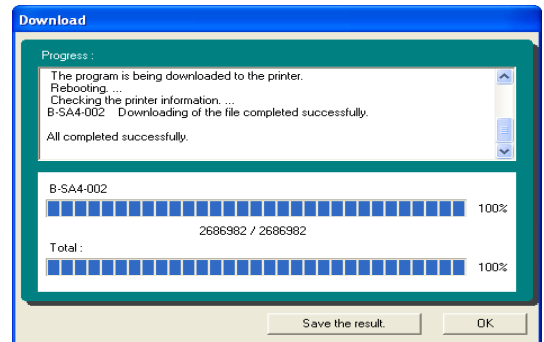 Download
Progress :
The program is being downloaded to the printer.
Rebooting. ...
Checking the printer information. ...
B-SA4-002 Downloading of the file completed successfully.
All completed successfully.
B-SA4-002
100%
2686982 / 2686982
Total :
100%
Save the result.
OK